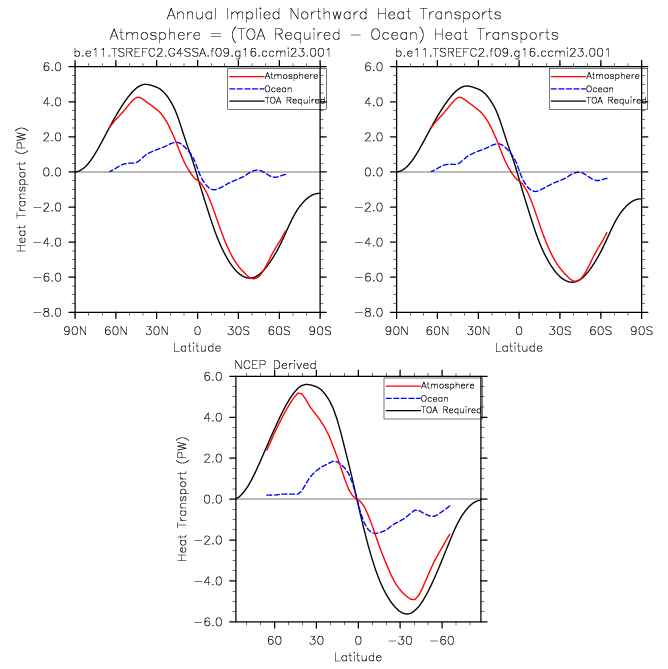 Annual Implied Northward Heat Transports
Atmosphere = (TOA Required − Ocean) Heat Transports
b.e11.TSREFC2.G4SSA.f09.g16.ccmi23.001
b.e11.TSREFC2.f09.g16.ccmi23.001
6.0
4.0
2.0
0.0
-2.0
-4.0
-6.0
-8.0
Heat Transport (PW)
Atmosphere
Ocean
TOA Required
90N 60N 30N 0 30S 60S 90S
Latitude
6.0
4.0
2.0
0.0
-2.0
-4.0
-6.0
-8.0
Atmosphere
Ocean
TOA Required
90N 60N 30N 0 30S 60S 90S
Latitude
NCEP Derived
6.0
4.0
2.0
0.0
-2.0
-4.0
-6.0
Heat Transport (PW)
Atmosphere
Ocean
TOA Required
60 30 0 -30 -60
Latitude